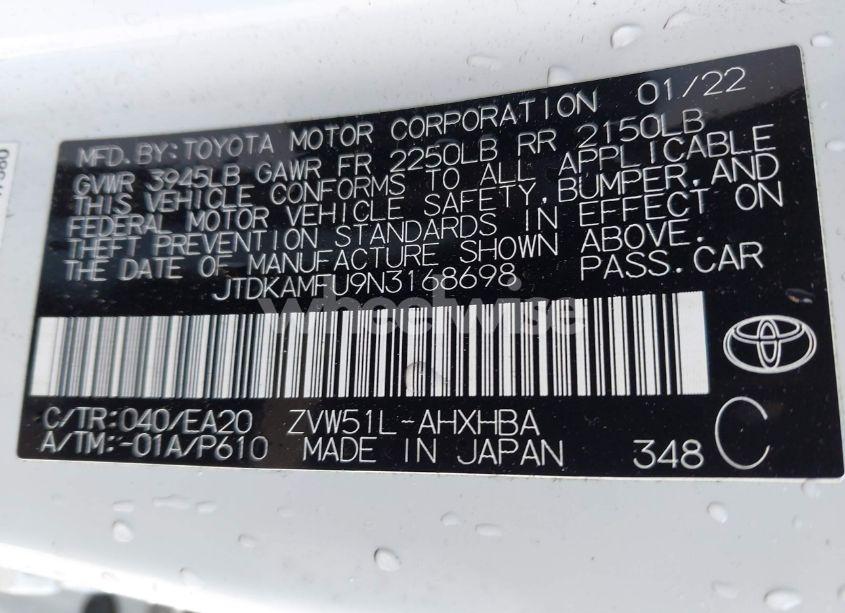 MFD. BY: TOYOTA MOTOR CORPORATION 01/22
GVWR 3945LB GAWR FR 2250LB RR 2150LB
THIS VEHICLE CONFORMS TO ALL APPLICABLE
FEDERAL MOTOR VEHICLE SAFETY, BUMPER, AND
THEFT PREVENTION STANDARDS IN EFFECT ON
THE DATE OF MANUFACTURE SHOWN ABOVE.
JTDKAMFU9N3168698 PASS. CAR
wheelwise
C/TR: 040/EA20 ZVW51L-AHXHBA
A/TM: -01A/P610 MADE IN JAPAN 348 C